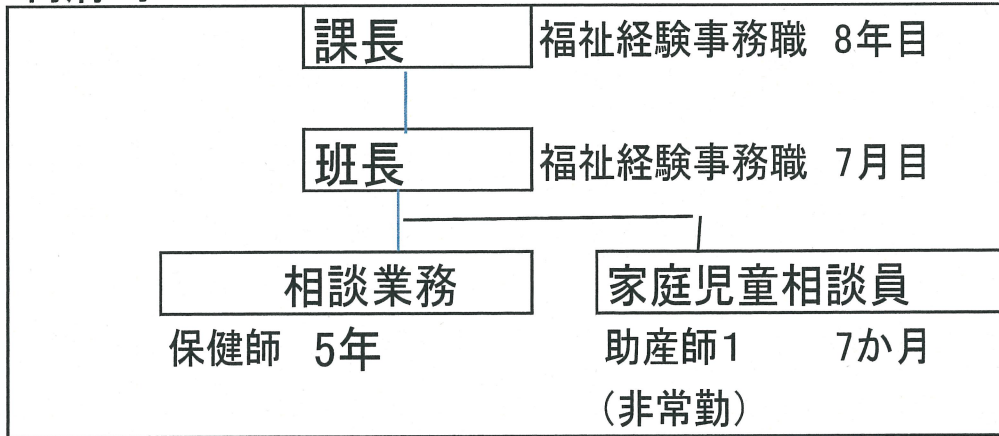 課長 福祉経験事務職 8年目
班長 福祉経験事務職 7月目
相談業務 家庭児童相談員
保健師 5年 助産師1 7か月
(非常勤)